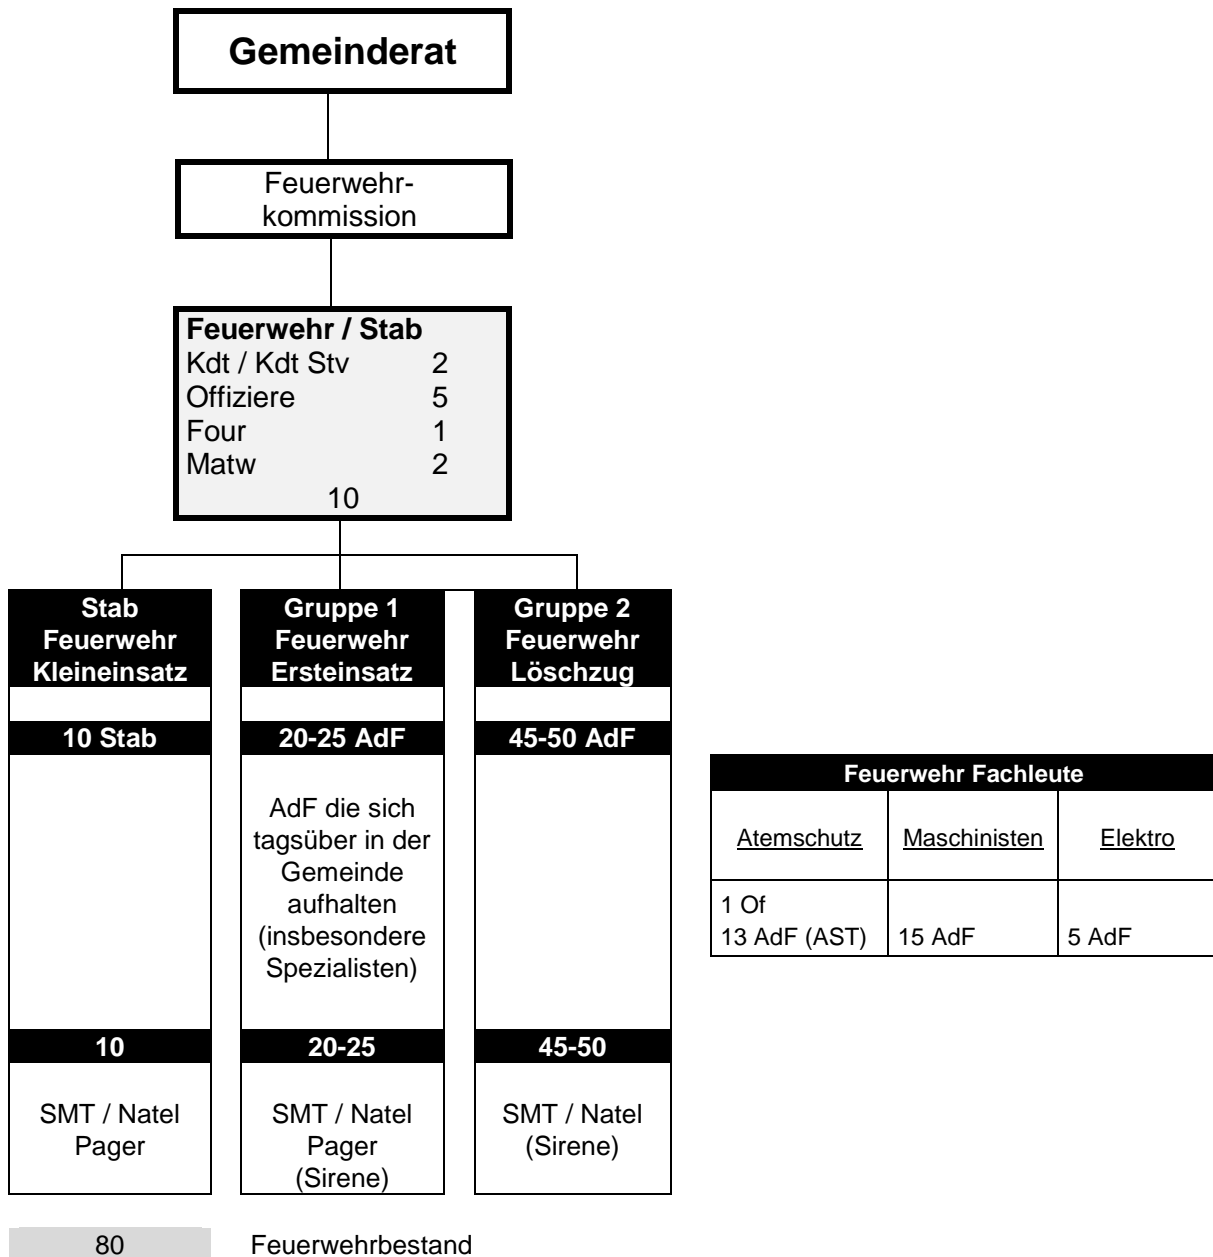 Gemeinderat
Feuerwehr-
kommission
Feuerwehr / Stab
Kdt / Kdt Stv 2
Offiziere 5
Four 1
Matw 2
10
Stab
Feuerwehr
Kleineinsatz
10 Stab
10
SMT / Natel
Pager
Gruppe 1
Feuerwehr
Ersteinsatz
20-25 AdF
AdF die sich
tagsüber in der
Gemeinde
aufhalten
(insbesondere
Spezialisten)
20-25
SMT / Natel
Pager
(Sirene)
Gruppe 2
Feuerwehr
Löschzug
45-50 AdF
45-50
SMT / Natel
(Sirene)
Feuerwehr Fachleute
Atemschutz Maschinisten Elektro
1 Of
13 AdF (AST) 15 AdF 5 AdF
80 Feuerwehrbestand